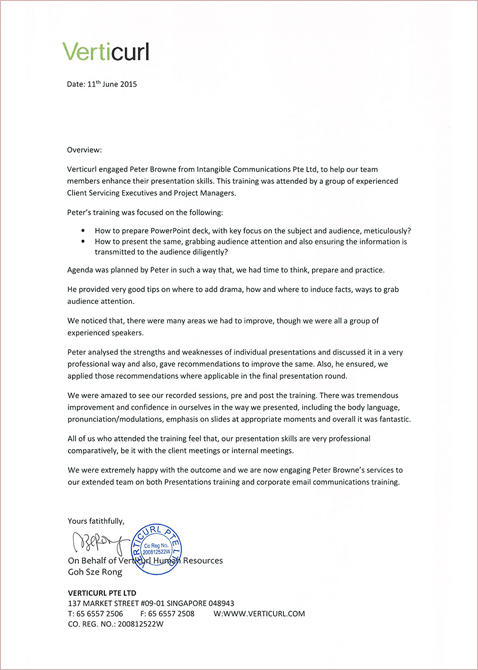 Verticurl
Date: 11th June 2015
Overview:
Verticurl engaged Peter Browne from Intangible Communications Pte Ltd, to help our team
members enhance their presentation skills. This training was attended by a group of experienced
Client Servicing Executives and Project Managers.
Peter's training was focused on the following:
• How to prepare PowerPoint deck, with key focus on the subject and audience, meticulously?
• How to present the same, grabbing audience attention and also ensuring the information is
transmitted to the audience diligently?
Agenda was planned by Peter in such a way that, we had time to think, prepare and practice.
He provided very good tips on where to add drama, how and where to induce facts, ways to grab
audience attention.
We noticed that, there were many areas we had to improve, though we were all a group of
experienced speakers.
Peter analysed the strengths and weaknesses of individual presentations and discussed it in a very
professional way and also, gave recommendations to improve the same. Also, he ensured, we
applied those recommendations where applicable in the final presentation round.
We were amazed to see our recorded sessions, pre and post the training. There was tremendous
improvement and confidence in ourselves in the way we presented, including the body language,
pronunciation/modulations, emphasis on slides at appropriate moments and overall it was fantastic.
All of us who attended the training feel that, our presentation skills are very professional
comparatively, be it with the client meetings or internal meetings.
We were extremely happy with the outcome and we are now engaging Peter Browne's services to
our extended team on both Presentations training and corporate email communications training.
Yours fatithfully,
VERTICURL PTE LTD
Co Reg No.
200812522W
On Behalf of Verticurl Human Resources
Goh Sze Rong
VERTICURL PTE LTD
137 MARKET STREET #09-01 SINGAPORE 048943
T: 65 6557 2506 F: 65 6557 2508 W:WWW.VERTICURL.COM
CO. REG. NO.: 200812522W